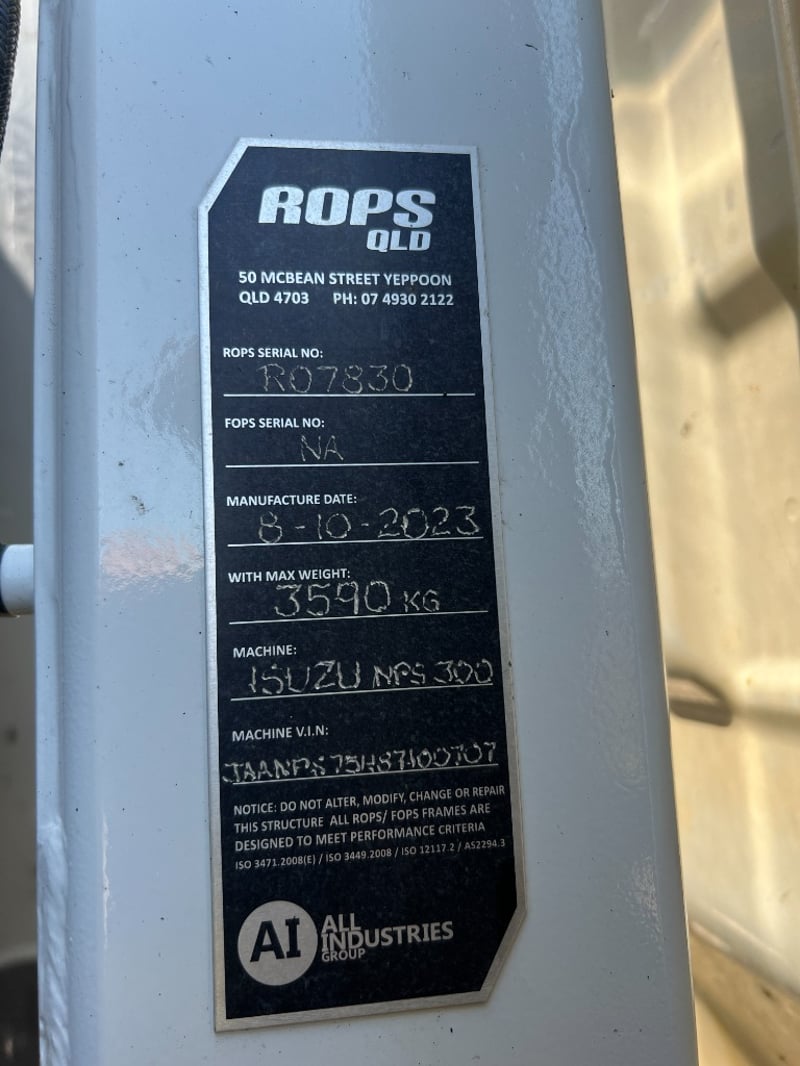 ROPS
QLD
50 MCBEAN STREET YEPPOON
QLD 4703 PH: 07 4930 2122
ROPS SERIAL NO:
R07830
FOPS SERIAL NO:
NA
MANUFACTURE DATE:
8-10-2023
WITH MAX WEIGHT:
3590 KG
MACHINE:
ISUZU NPS 300
MACHINE V.I.N:
NOTICE: DO NOT ALTER, MODIFY, CHANGE OR REPAIR
THIS STRUCTURE ALL ROPS/ FOPS FRAMES ARE
DESIGNED TO MEET PERFORMANCE CRITERIA
ISO 3471.2008(E) / ISO 3449.2008 / ISO 12117.2 / AS2294.3
AI ALL
INDUSTRIES
GROUP